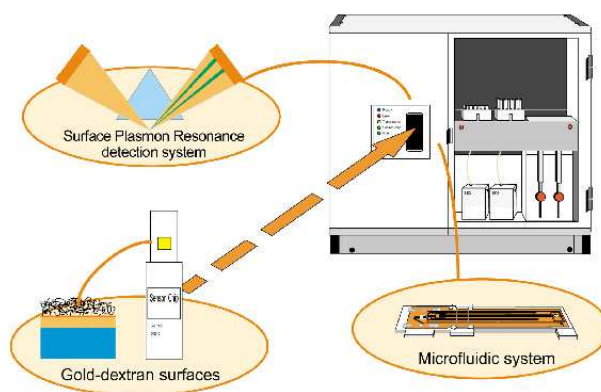 Surface Plasmon Resonance
detection system
Sensor Chip
Gold-dextran surfaces
Microfluidic system